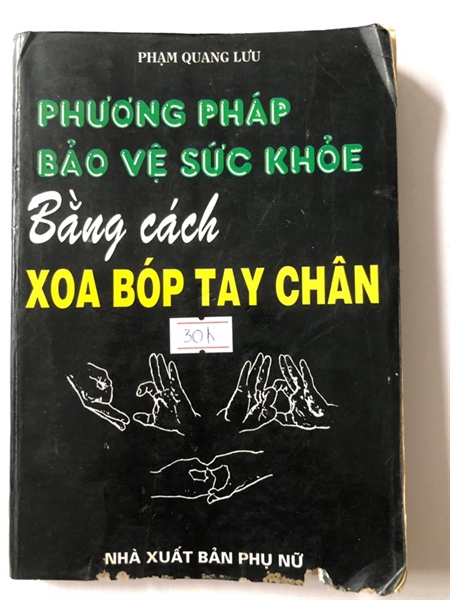 PHẠM QUANG LƯU
PHƯƠNG PHÁP
BẢO VỆ SỨC KHỎE
Bằng cách
XOA BÓP TAY CHÂN
30k
NHÀ XUẤT BẢN PHỤ NỮ